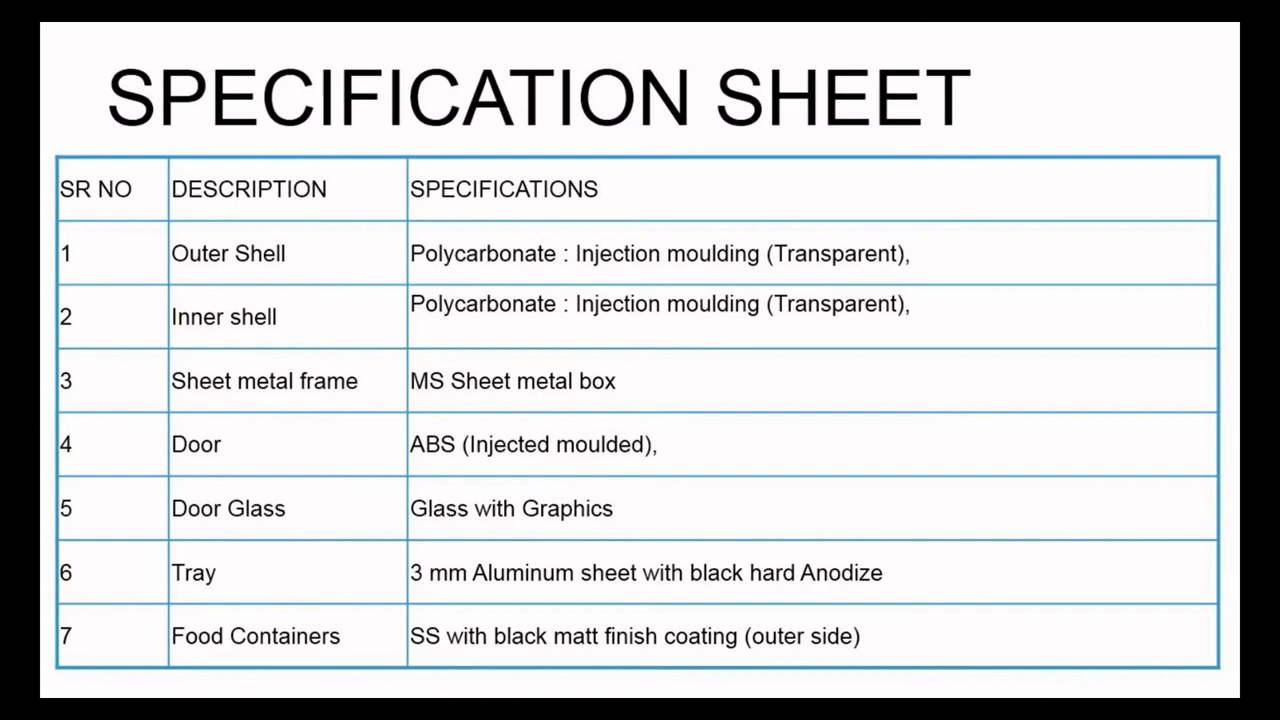 SPECIFICATION SHEET
SR NO DESCRIPTION SPECIFICATIONS
1 Outer Shell Polycarbonate : Injection moulding (Transparent),
2 Inner shell Polycarbonate : Injection moulding (Transparent),
3 Sheet metal frame MS Sheet metal box
4 Door ABS (Injected moulded),
5 Door Glass Glass with Graphics
6 Tray 3 mm Aluminum sheet with black hard Anodize
7 Food Containers SS with black matt finish coating (outer side)